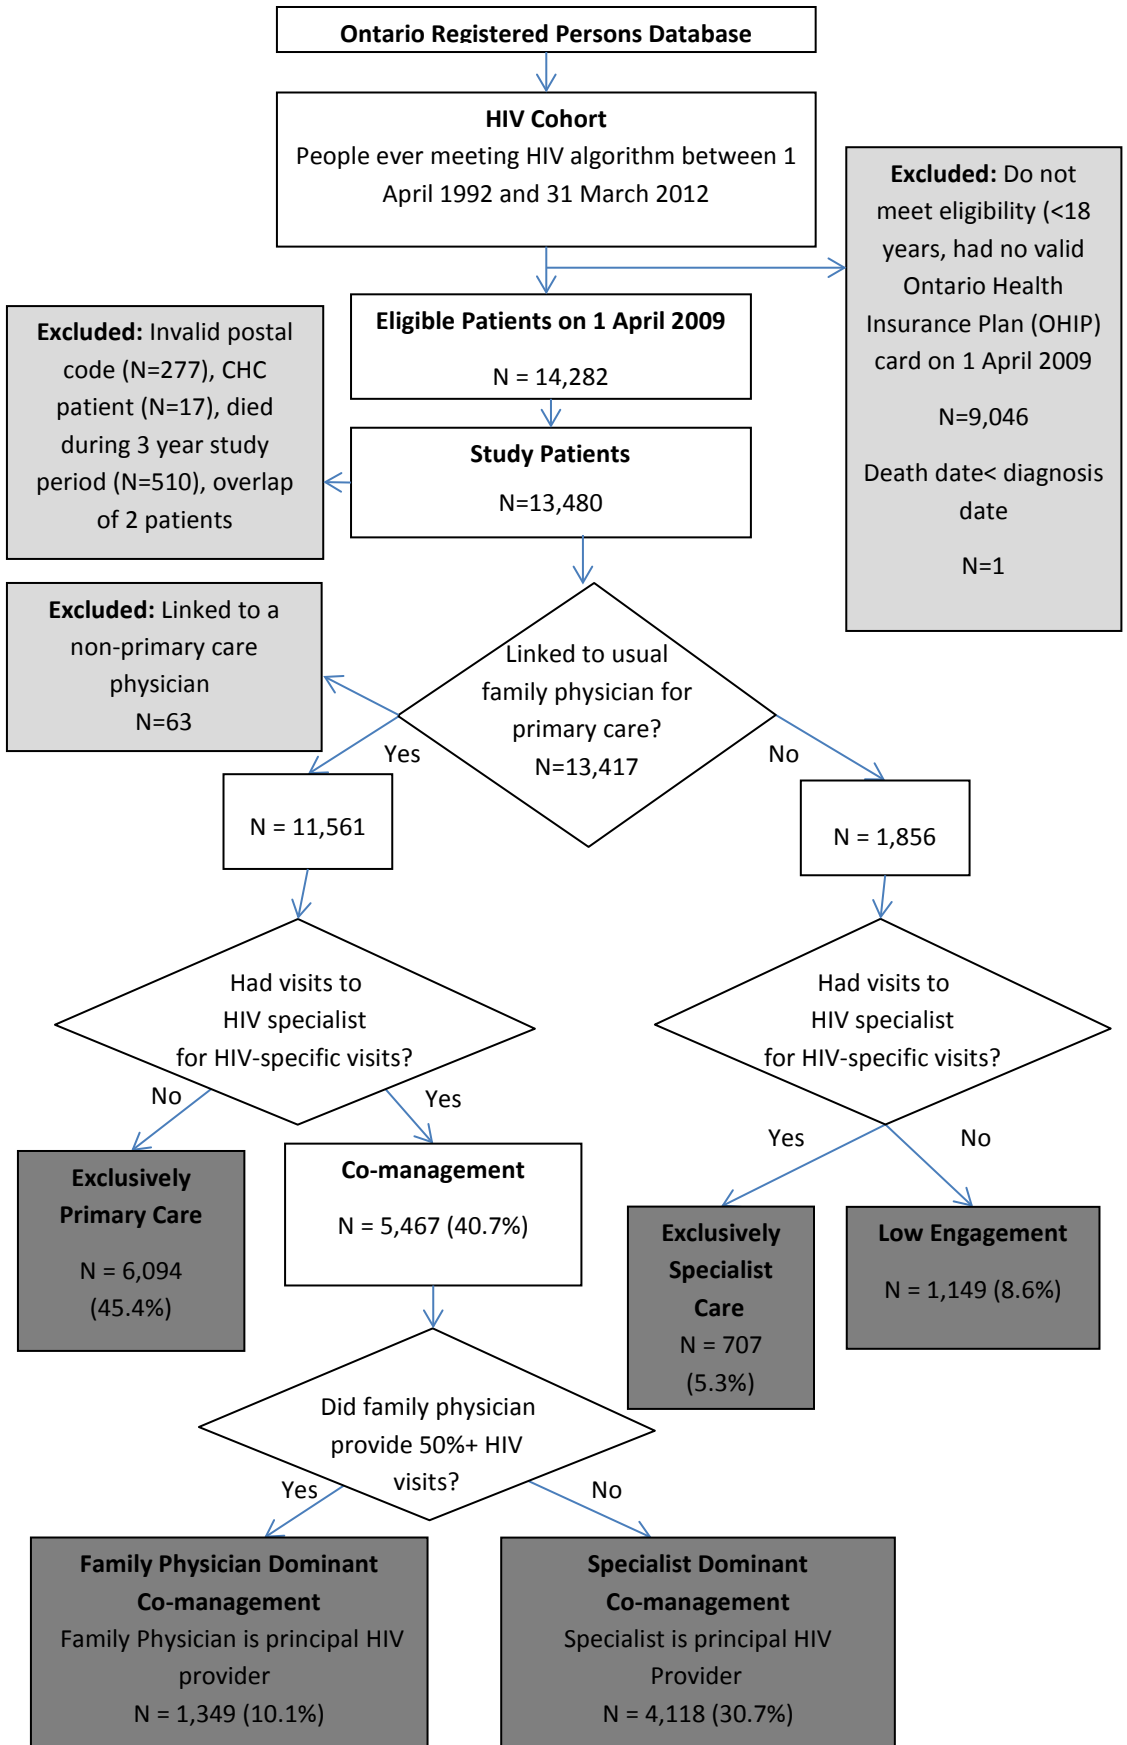 Ontario Registered Persons Database
HIV Cohort
People ever meeting HIV algorithm between 1
April 1992 and 31 March 2012
Excluded: Do not
meet eligibility (<18
years, had no valid
Ontario Health
Insurance Plan (OHIP)
card on 1 April 2009
N=9,046
Death date< diagnosis
date
N=1
Eligible Patients on 1 April 2009
N = 14,282
Excluded: Invalid postal
code (N=277), CHC
patient (N=17), died
during 3 year study
period (N=510), overlap
of 2 patients
Study Patients
N=13,480
Excluded: Linked to a
non-primary care
physician
N=63
Linked to usual
family physician for
primary care?
N=13,417
Yes
No
N = 11,561
N = 1,856
Had visits to
HIV specialist
for HIV-specific visits?
Had visits to
HIV specialist
for HIV-specific visits?
No
Yes
Yes
No
Exclusively
Primary Care
N = 6,094
(45.4%)
Co-management
N = 5,467 (40.7%)
Exclusively
Specialist
Care
N = 707
(5.3%)
Low Engagement
N = 1,149 (8.6%)
Did family physician
provide 50%+ HIV
visits?
Yes
No
Family Physician Dominant
Co-management
Family Physician is principal HIV
provider
N = 1,349 (10.1%)
Specialist Dominant
Co-management
Specialist is principal HIV
Provider
N = 4,118 (30.7%)